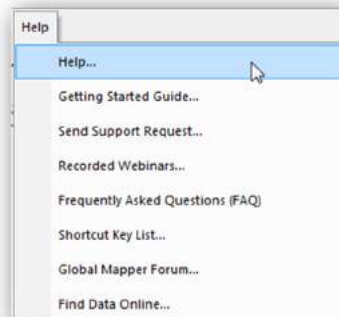 Help
Help...
Getting Started Guide...
Send Support Request...
Recorded Webinars...
Frequently Asked Questions (FAQ)
Shortcut Key List...
Global Mapper Forum...
Find Data Online...